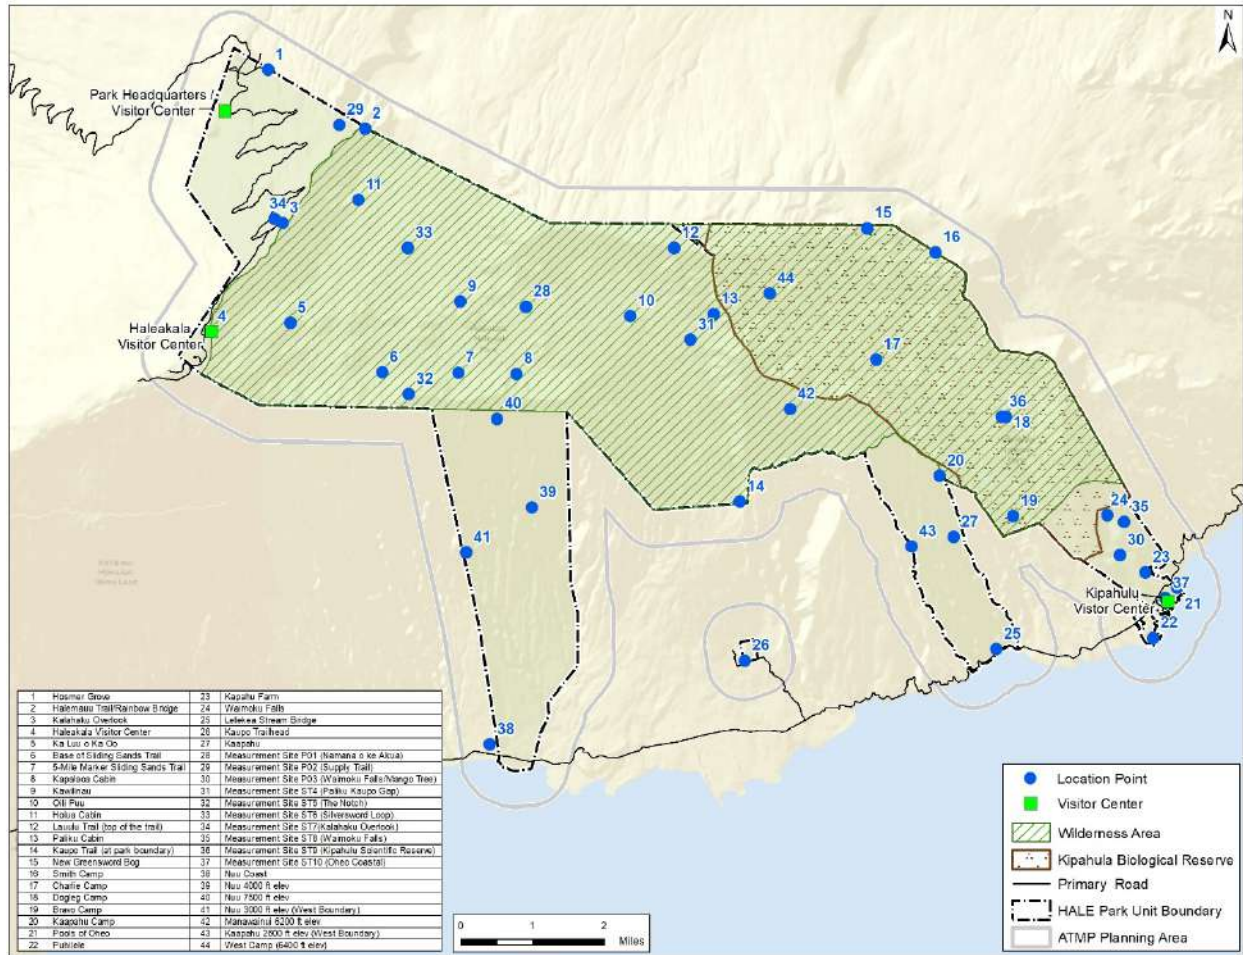 N
1
Park Headquarters /
Visitor Center
29
2
11
34
3
33
12
15
16
9
28
10
13
44
4
5
31
Haleakala
Visitor Center
17
6
7
8
32
42
40
36
18
20
14
39
19
24
35
41
43
27
30
23
37
Kipahulu
Visitor Center
21
22
26
25
38
1 Hosmer Grove
2 Halemauu Trail/Rainbow Bridge
3 Kalahaku Overlook
4 Haleakala Visitor Center
5 Ka Luu o Ka Oo
6 Base of Sliding Sands Trail
7 5-Mile Marker Sliding Sands Trail
8 Kapalaoa Cabin
9 Kawilinau
10 Oili Puu
11 Holua Cabin
12 Lauulu Trail (top of the trail)
13 Paliku Cabin
14 Kaupo Trail (at park boundary)
15 New Greensword Bog
16 Smith Camp
17 Charlie Camp
18 Dogleg Camp
19 Bravo Camp
20 Kaapahu Camp
21 Pools of Oheo
22 Puhilele
23 Kapahu Farm
24 Waimoku Falls
25 Lelekea Stream Bridge
26 Kaupo Trailhead
27 Kaapahu
28 Measurement Site P01 (Namana o ke Akua)
29 Measurement Site P02 (Supply Trail)
30 Measurement Site P03 (Waimoku Falls/Mango Tree)
31 Measurement Site ST4 (Paliku Kaupo Gap)
32 Measurement Site ST5 (The Notch)
33 Measurement Site ST6 (Silversword Loop)
34 Measurement Site ST7(Kalahaku Overlook)
35 Measurement Site ST8 (Waimoku Falls)
36 Measurement Site ST9 (Kipahulu Scientific Reserve)
37 Measurement Site ST10 (Oheo Coastal)
38 Nuu Coast
39 Nuu 4000 ft elev
40 Nuu 7500 ft elev
41 Nuu 3000 ft elev (West Boundary)
42 Manawainui 6200 ft elev
43 Kaapahu 2600 ft elev (West Boundary)
44 West Camp (6400 ft elev)
0 1 2
Miles
Location Point
Visitor Center
Wilderness Area
Kipahula Biological Reserve
Primary Road
HALE Park Unit Boundary
ATMP Planning Area